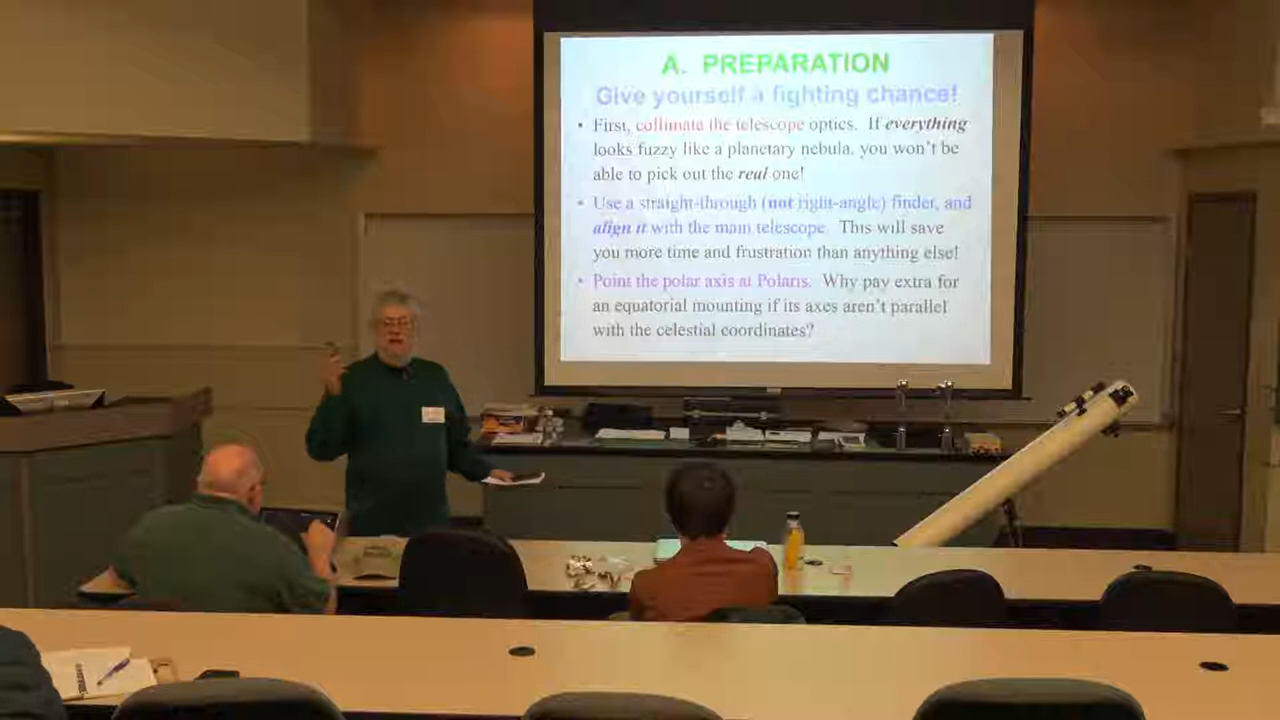 A. PREPARATION
Give yourself a fighting chance!
• First, collimate the telescope optics. If everything
looks fuzzy like a planetary nebula, you won't be
able to pick out the real one!
• Use a straight-through (not right-angle) finder, and
align it with the main telescope. This will save
you more time and frustration than anything else!
• Point the polar axis at Polaris. Why pay extra for
an equatorial mounting if its axes aren't parallel
with the celestial coordinates?